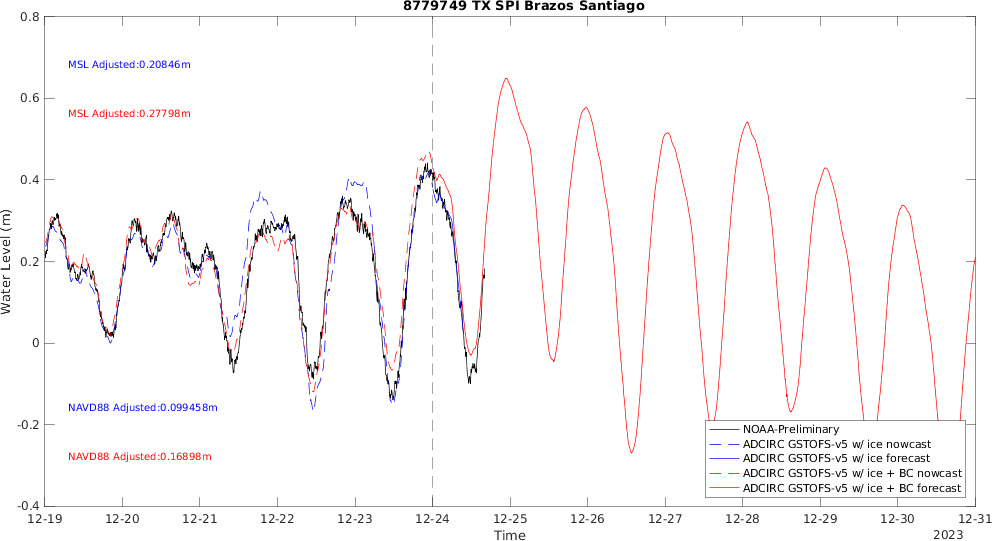 8779749 TX SPI Brazos Santiago
0.8
0.6
0.4
0.2
0
-0.2
-0.4
Water Level (m)
MSL Adjusted:0.20846m
MSL Adjusted:0.27798m
NAVD88 Adjusted:0.099458m
NAVD88 Adjusted:0.16898m
NOAA-Preliminary
ADCIRC GSTOFS-v5 w/ ice nowcast
ADCIRC GSTOFS-v5 w/ ice forecast
ADCIRC GSTOFS-v5 w/ ice + BC nowcast
ADCIRC GSTOFS-v5 w/ ice + BC forecast
12-19 12-20 12-21 12-22 12-23 12-24 12-25 12-26 12-27 12-28 12-29 12-30 12-31
Time
2023